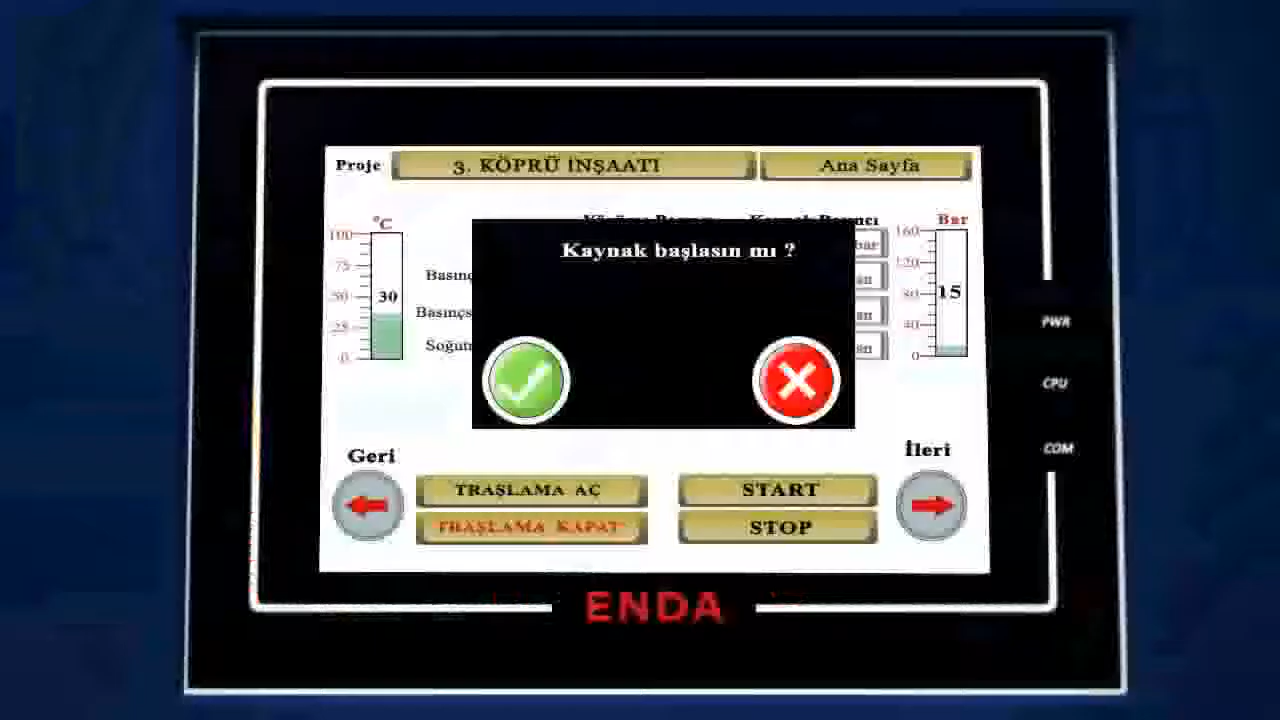 Proje
3. KÖPRÜ İNŞAATI
Ana Sayfa
°C
Bar
100
75
50
25
0
30
160
120
80
40
0
15
bar
Kaynak başlasın mı ?
PWR
CPU
COM
Geri
İleri
TRAŞLAMA AÇ
TRAŞLAMA KAPAT
START
STOP
ENDA